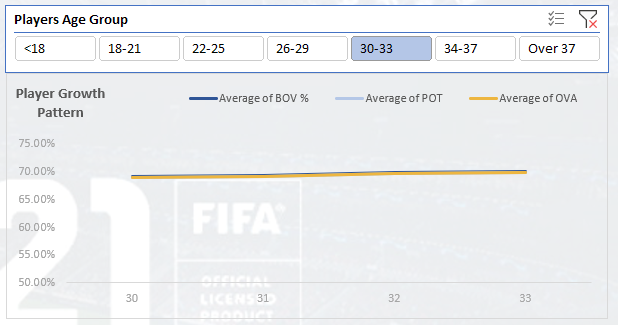 Players Age Group
<18 18-21 22-25 26-29 30-33 34-37 Over 37
Player Growth
Pattern
Average of BOV % Average of POT Average of OVA
75.00%
70.00%
65.00%
60.00%
55.00%
50.00%
30 31 32 33
21
FIFA
OFFICIAL
LICENSED
PRODUCT